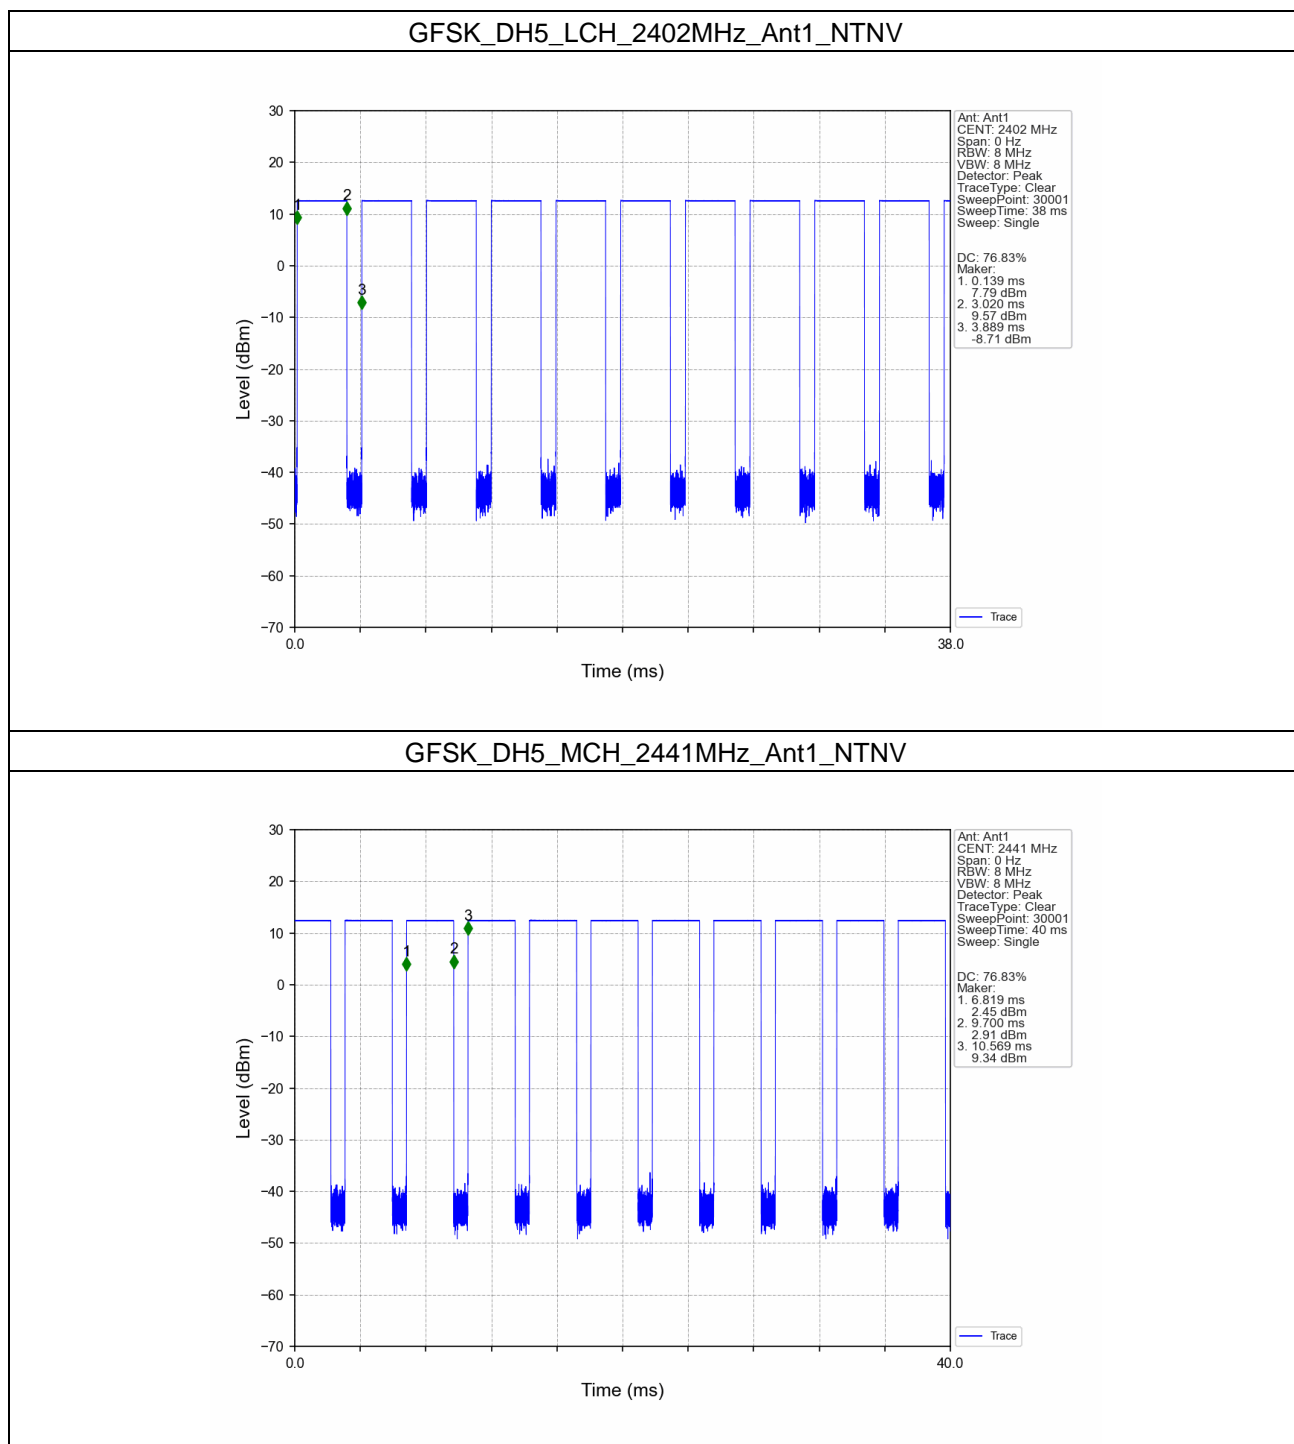 GFSK_DH5_LCH_2402MHz_Ant1_NTNV
30
20
10
0
−10
−20
−30
−40
−50
−60
−70
Level (dBm)
1
2
3
0.0
38.0
Time (ms)
Ant: Ant1
CENT: 2402 MHz
Span: 0 Hz
RBW: 8 MHz
VBW: 8 MHz
Detector: Peak
TraceType: Clear
SweepPoint: 30001
SweepTime: 38 ms
Sweep: Single
DC: 76.83%
Maker:
1. 0.139 ms
7.79 dBm
2. 3.020 ms
9.57 dBm
3. 3.889 ms
-8.71 dBm
Trace
GFSK_DH5_MCH_2441MHz_Ant1_NTNV
30
20
10
0
−10
−20
−30
−40
−50
−60
−70
Level (dBm)
1
2
3
0.0
40.0
Time (ms)
Ant: Ant1
CENT: 2441 MHz
Span: 0 Hz
RBW: 8 MHz
VBW: 8 MHz
Detector: Peak
TraceType: Clear
SweepPoint: 30001
SweepTime: 40 ms
Sweep: Single
DC: 76.83%
Maker:
1. 6.819 ms
2.45 dBm
2. 9.700 ms
2.91 dBm
3. 10.569 ms
9.34 dBm
Trace